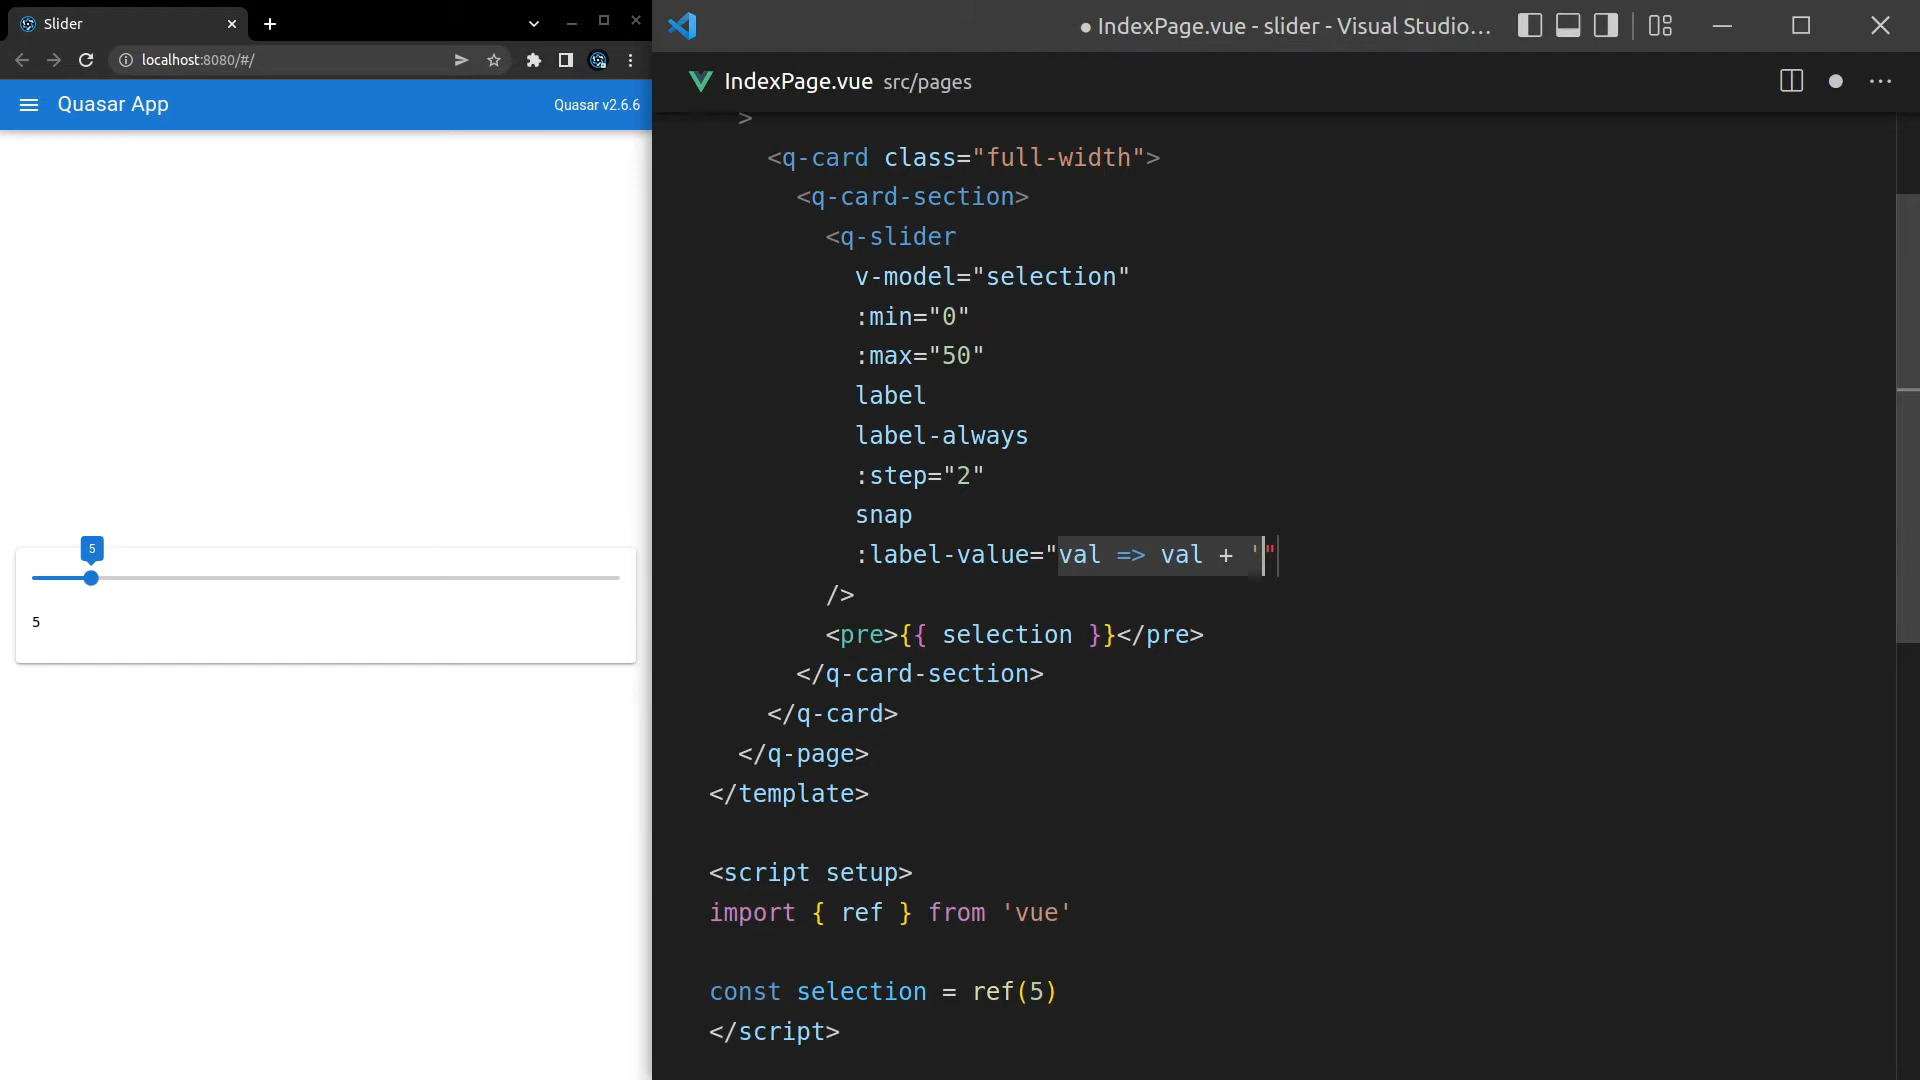 Slider
localhost:8080/#/
Quasar App
Quasar v2.6.6
5
5
● IndexPage.vue - slider - Visual Studio...
IndexPage.vue src/pages
>
<q-card class="full-width">
<q-card-section>
<q-slider
v-model="selection"
:min="0"
:max="50"
label
label-always
:step="2"
snap
:label-value="val => val + '"
/>
<pre>{{ selection }}</pre>
</q-card-section>
</q-card>
</q-page>
</template>
<script setup>
import { ref } from 'vue'
const selection = ref(5)
</script>